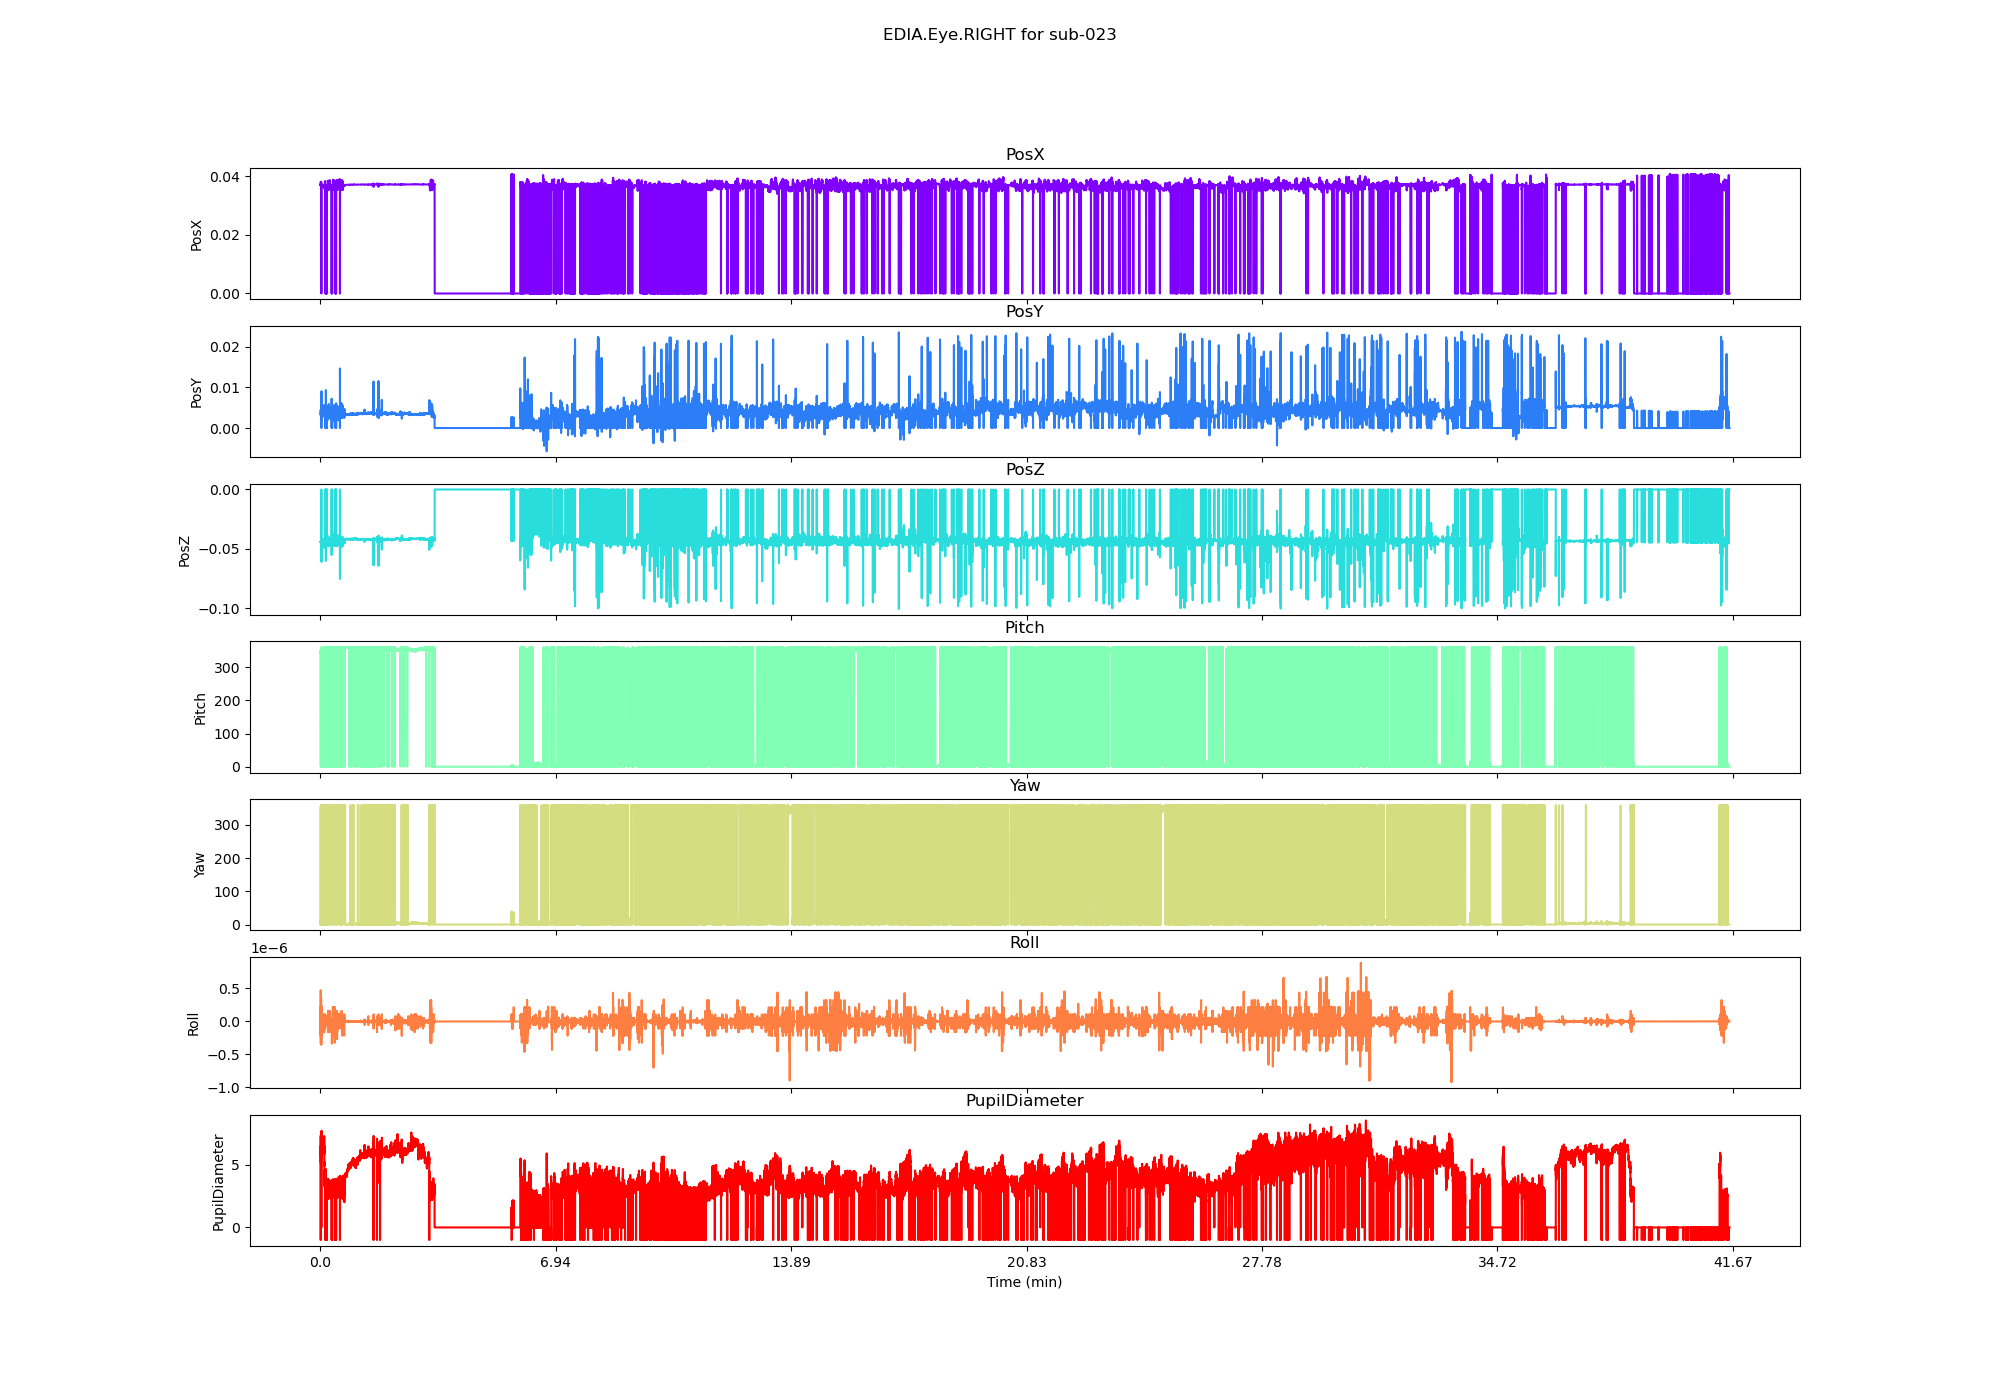 EDIA.Eye.RIGHT for sub-023
PosX
PosX
0.04
0.02
0.00
PosY
PosY
0.02
0.01
0.00
PosZ
PosZ
0.00
−0.05
−0.10
Pitch
Pitch
300
200
100
0
Yaw
Yaw
300
200
100
0
1e−6
Roll
Roll
0.5
0.0
−0.5
−1.0
PupilDiameter
PupilDiameter
5
0
0.0 6.94 13.89 20.83 27.78 34.72 41.67
Time (min)